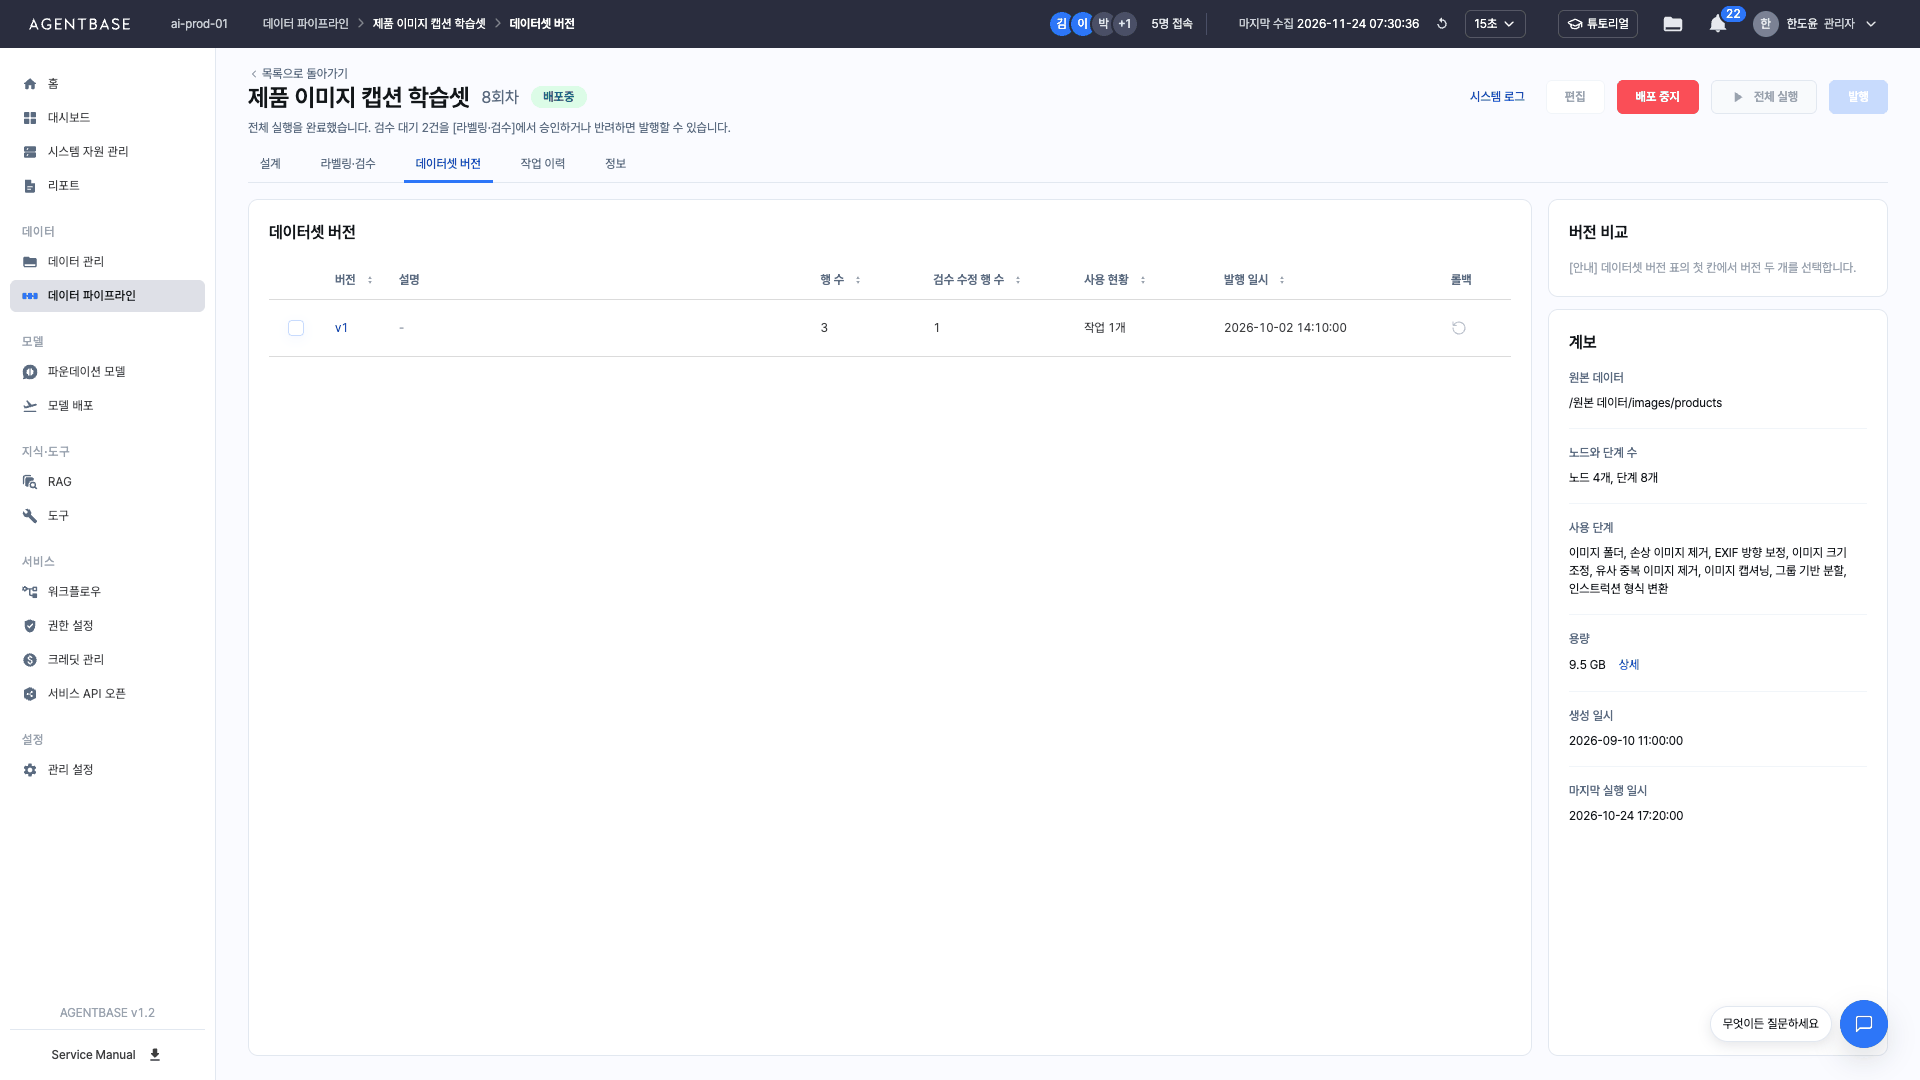 AGENTBASE
ai-prod-01
데이터 파이프라인 > 제품 이미지 캡션 학습셋 > 데이터셋 버전
김 이 박 +1 5명 접속
마지막 수집 2026-11-24 07:30:36
15초
튜토리얼
22
한 한도윤 관리자
홈
대시보드
시스템 자원 관리
리포트
데이터
데이터 관리
데이터 파이프라인
모델
파운데이션 모델
모델 배포
지식·도구
RAG
도구
서비스
워크플로우
권한 설정
크레딧 관리
서비스 API 오픈
설정
관리 설정
AGENTBASE v1.2
Service Manual
목록으로 돌아가기
제품 이미지 캡션 학습셋 8회차 배포중
전체 실행을 완료했습니다. 검수 대기 2건을 [라벨링·검수]에서 승인하거나 반려하면 발행할 수 있습니다.
시스템 로그 편집 배포 중지 전체 실행 발행
설계 라벨링·검수 데이터셋 버전 작업 이력 정보
데이터셋 버전
버전 설명 행 수 검수 수정 행 수 사용 현황 발행 일시 롤백
v1 - 3 1 작업 1개 2026-10-02 14:10:00
버전 비교
[안내] 데이터셋 버전 표의 첫 칸에서 버전 두 개를 선택합니다.
계보
원본 데이터
/원본 데이터/images/products
노드와 단계 수
노드 4개, 단계 8개
사용 단계
이미지 폴더, 손상 이미지 제거, EXIF 방향 보정, 이미지 크기
조정, 유사 중복 이미지 제거, 이미지 캡셔닝, 그룹 기반 분할,
인스트럭션 형식 변환
용량
9.5 GB 상세
생성 일시
2026-09-10 11:00:00
마지막 실행 일시
2026-10-24 17:20:00
무엇이든 질문하세요